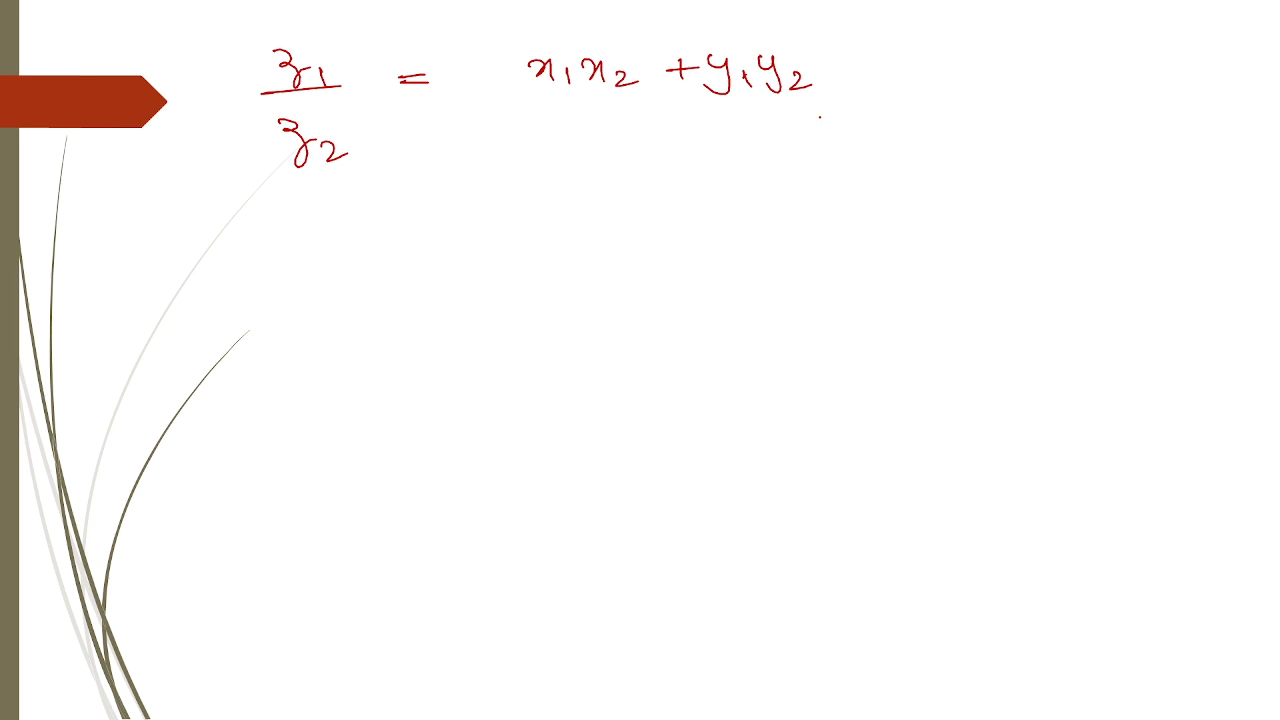 z₁/z₂ = x₁x₂ + y₁y₂